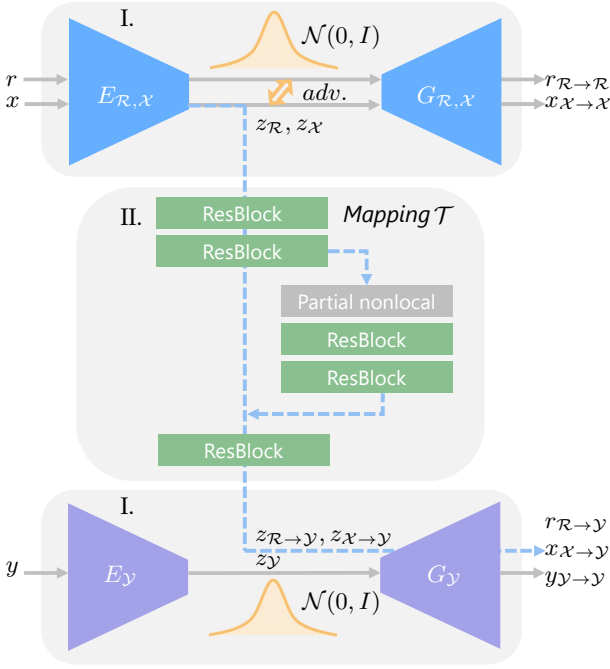 I.
𝒩(0, I)
r
x
E_{ℛ,𝒳}
adv.
z_ℛ, z_𝒳
G_{ℛ,𝒳}
r_{ℛ→ℛ}
x_{𝒳→𝒳}
II.
Mapping 𝒯
ResBlock
ResBlock
Partial nonlocal
ResBlock
ResBlock
ResBlock
I.
z_{ℛ→𝒴}, z_{𝒳→𝒴}
r_{ℛ→𝒴}
x_{𝒳→𝒴}
y
E_𝒴
z_𝒴
G_𝒴
y_{𝒴→𝒴}
𝒩(0, I)